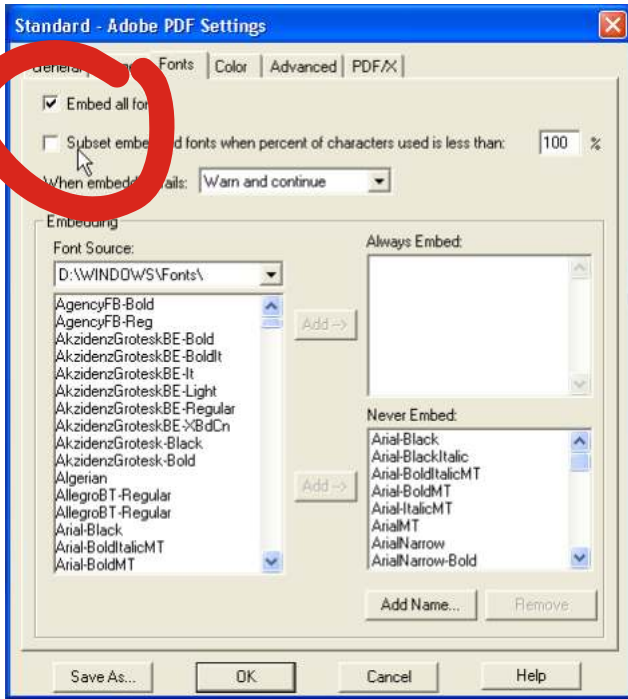 Standard - Adobe PDF Settings
General Fonts Color Advanced PDF/X
Embed all fon
Subset embedded fonts when percent of characters used is less than: 100 %
When embedd ails: Warn and continue
Embedding
Font Source:
D:\WINDOWS\Fonts\
AgencyFB-Bold
AgencyFB-Reg
AkzidenzGroteskBE-Bold
AkzidenzGroteskBE-BoldIt
AkzidenzGroteskBE-It
AkzidenzGroteskBE-Light
AkzidenzGroteskBE-Regular
AkzidenzGroteskBE-XBdCn
AkzidenzGrotesk-Black
AkzidenzGrotesk-Bold
Algerian
AllegroBT-Regular
AllegroBT-Regular
Arial-Black
Arial-BoldItalicMT
Arial-BoldMT
Add ->
Add ->
Always Embed:
Never Embed:
Arial-Black
Arial-BlackItalic
Arial-BoldItalicMT
Arial-BoldMT
Arial-ItalicMT
ArialMT
ArialNarrow
ArialNarrow-Bold
Add Name... Remove
Save As... OK Cancel Help